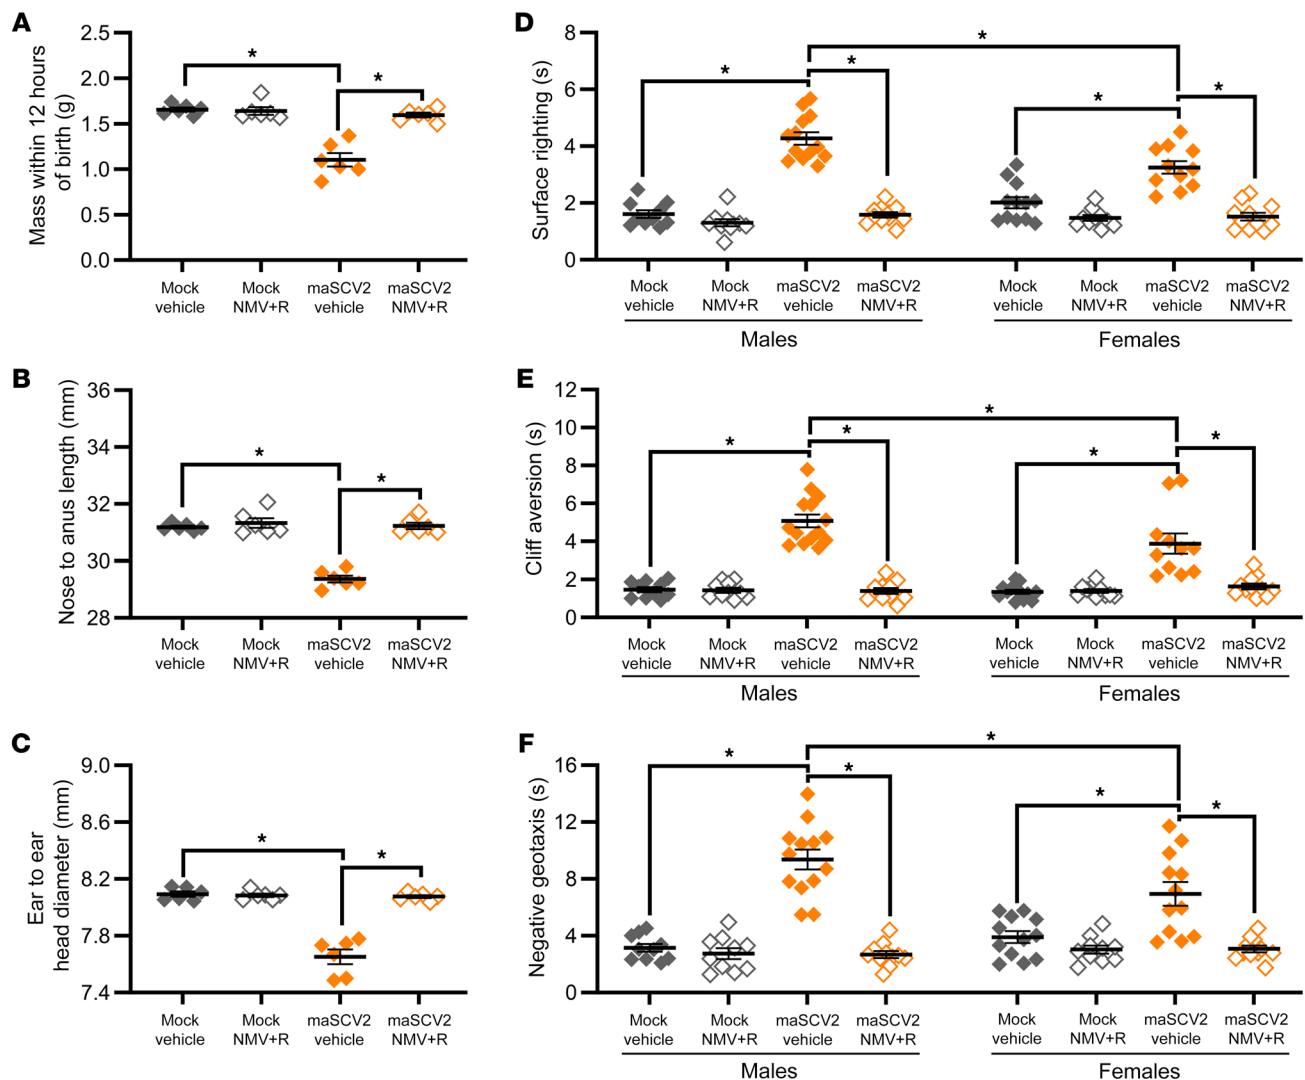 A
Mass within 12 hours
of birth (g)
2.5
2.0
1.5
1.0
0.5
0.0
*
*
Mock
vehicle
Mock
NMV+R
maSCV2
vehicle
maSCV2
NMV+R
B
Nose to anus length (mm)
36
34
32
30
28
*
*
Mock
vehicle
Mock
NMV+R
maSCV2
vehicle
maSCV2
NMV+R
C
Ear to ear
head diameter (mm)
9.0
8.6
8.2
7.8
7.4
*
*
Mock
vehicle
Mock
NMV+R
maSCV2
vehicle
maSCV2
NMV+R
D
Surface righting (s)
8
6
4
2
0
*
*
*
*
*
Mock
vehicle
Mock
NMV+R
maSCV2
vehicle
maSCV2
NMV+R
Males
Mock
vehicle
Mock
NMV+R
maSCV2
vehicle
maSCV2
NMV+R
Females
E
Cliff aversion (s)
12
10
8
6
4
2
0
*
*
*
*
*
Mock
vehicle
Mock
NMV+R
maSCV2
vehicle
maSCV2
NMV+R
Males
Mock
vehicle
Mock
NMV+R
maSCV2
vehicle
maSCV2
NMV+R
Females
F
Negative geotaxis (s)
16
12
8
4
0
*
*
*
*
*
Mock
vehicle
Mock
NMV+R
maSCV2
vehicle
maSCV2
NMV+R
Males
Mock
vehicle
Mock
NMV+R
maSCV2
vehicle
maSCV2
NMV+R
Females